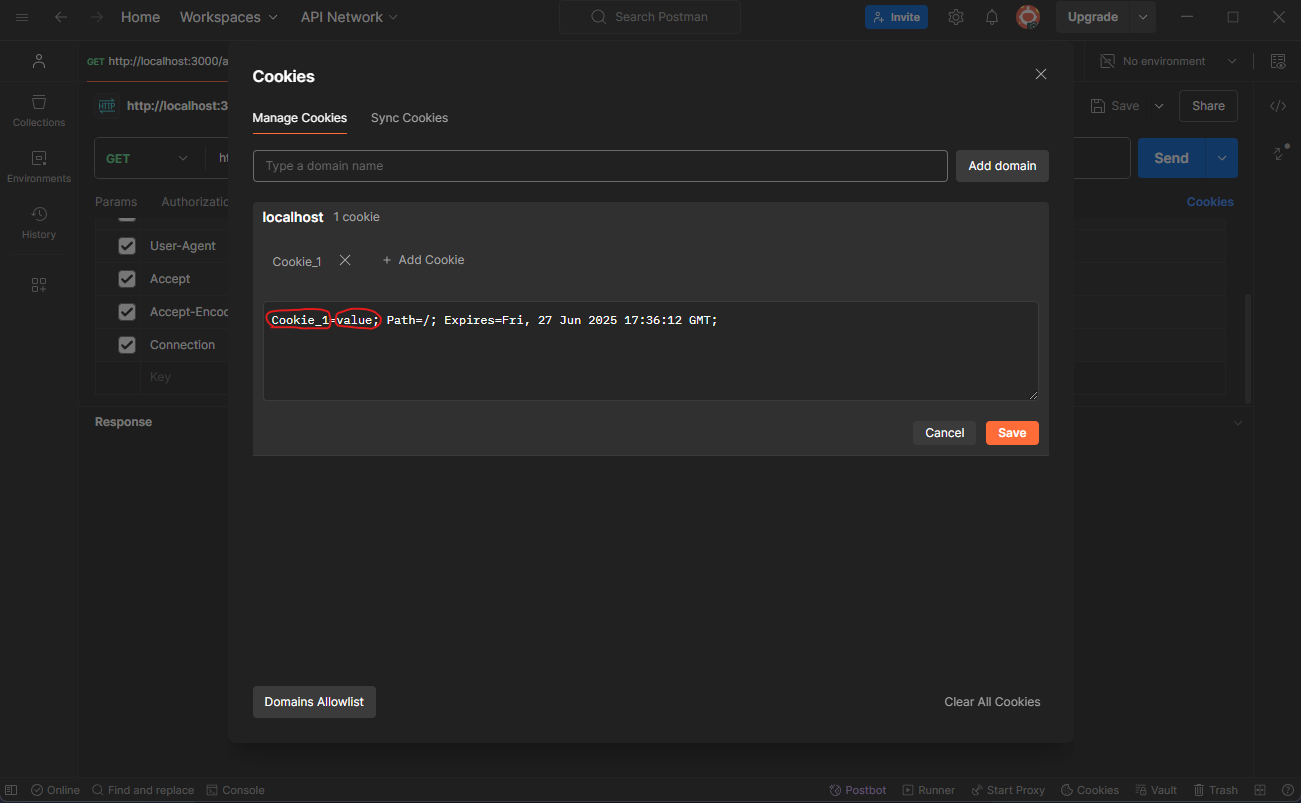 Home Workspaces API Network Search Postman Invite Upgrade
GET http://localhost:3000/a No environment
HTTP http://localhost:3 Save Share
Collections
GET ht Send
Environments
Params Authorizatio Cookies
History
User-Agent
Accept
Accept-Encod
Connection
Key
Response
Cookies
Manage Cookies Sync Cookies
Type a domain name Add domain
localhost 1 cookie
Cookie_1 + Add Cookie
Cookie_1=value; Path=/; Expires=Fri, 27 Jun 2025 17:36:12 GMT;
Cancel Save
Domains Allowlist Clear All Cookies
Online Find and replace Console Postbot Runner Start Proxy Cookies Vault Trash